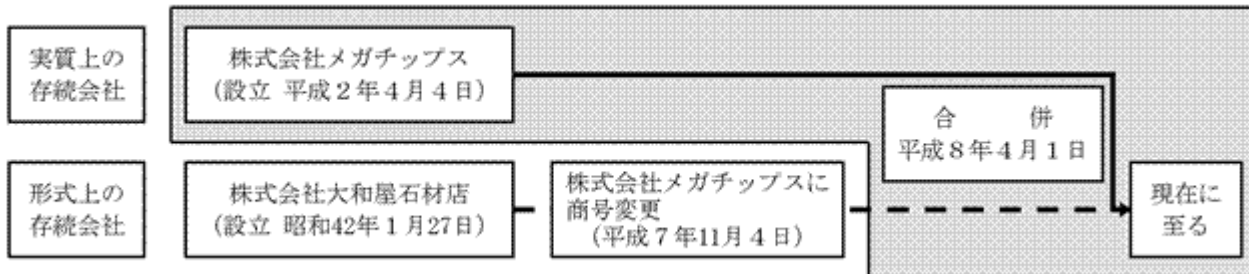 実質上の
存続会社
株式会社メガチップス
(設立 平成2年4月4日)
合 併
平成8年4月1日
形式上の
存続会社
株式会社大和屋石材店
(設立 昭和42年1月27日)
株式会社メガチップスに
商号変更
(平成7年11月4日)
現在に
至る